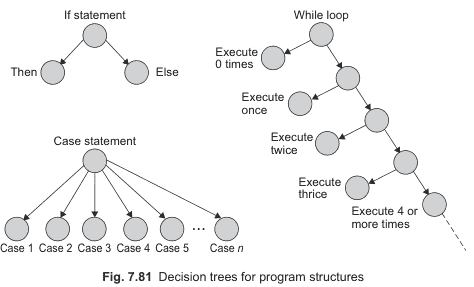 If statement
Then
Else
Case statement
...
Case 1 Case 2 Case 3 Case 4 Case 5 Case n
While loop
Execute
0 times
Execute
once
Execute
twice
Execute
thrice
Execute 4 or
more times
Fig. 7.81 Decision trees for program structures